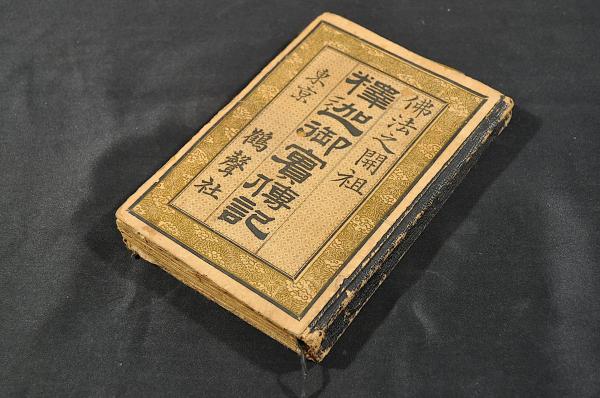 佛法之開祖
釋迦御實傳記
東京 鶴聲社